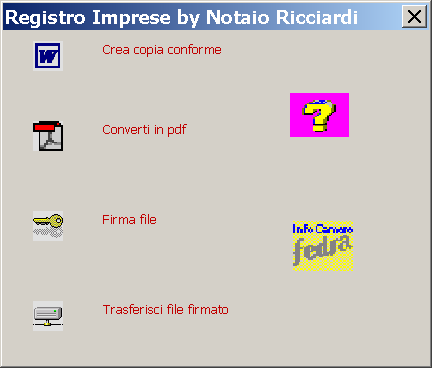 Registro Imprese by Notaio Ricciardi
Crea copia conforme
Converti in pdf
Firma file
Info Camere
fedra
Trasferisci file firmato